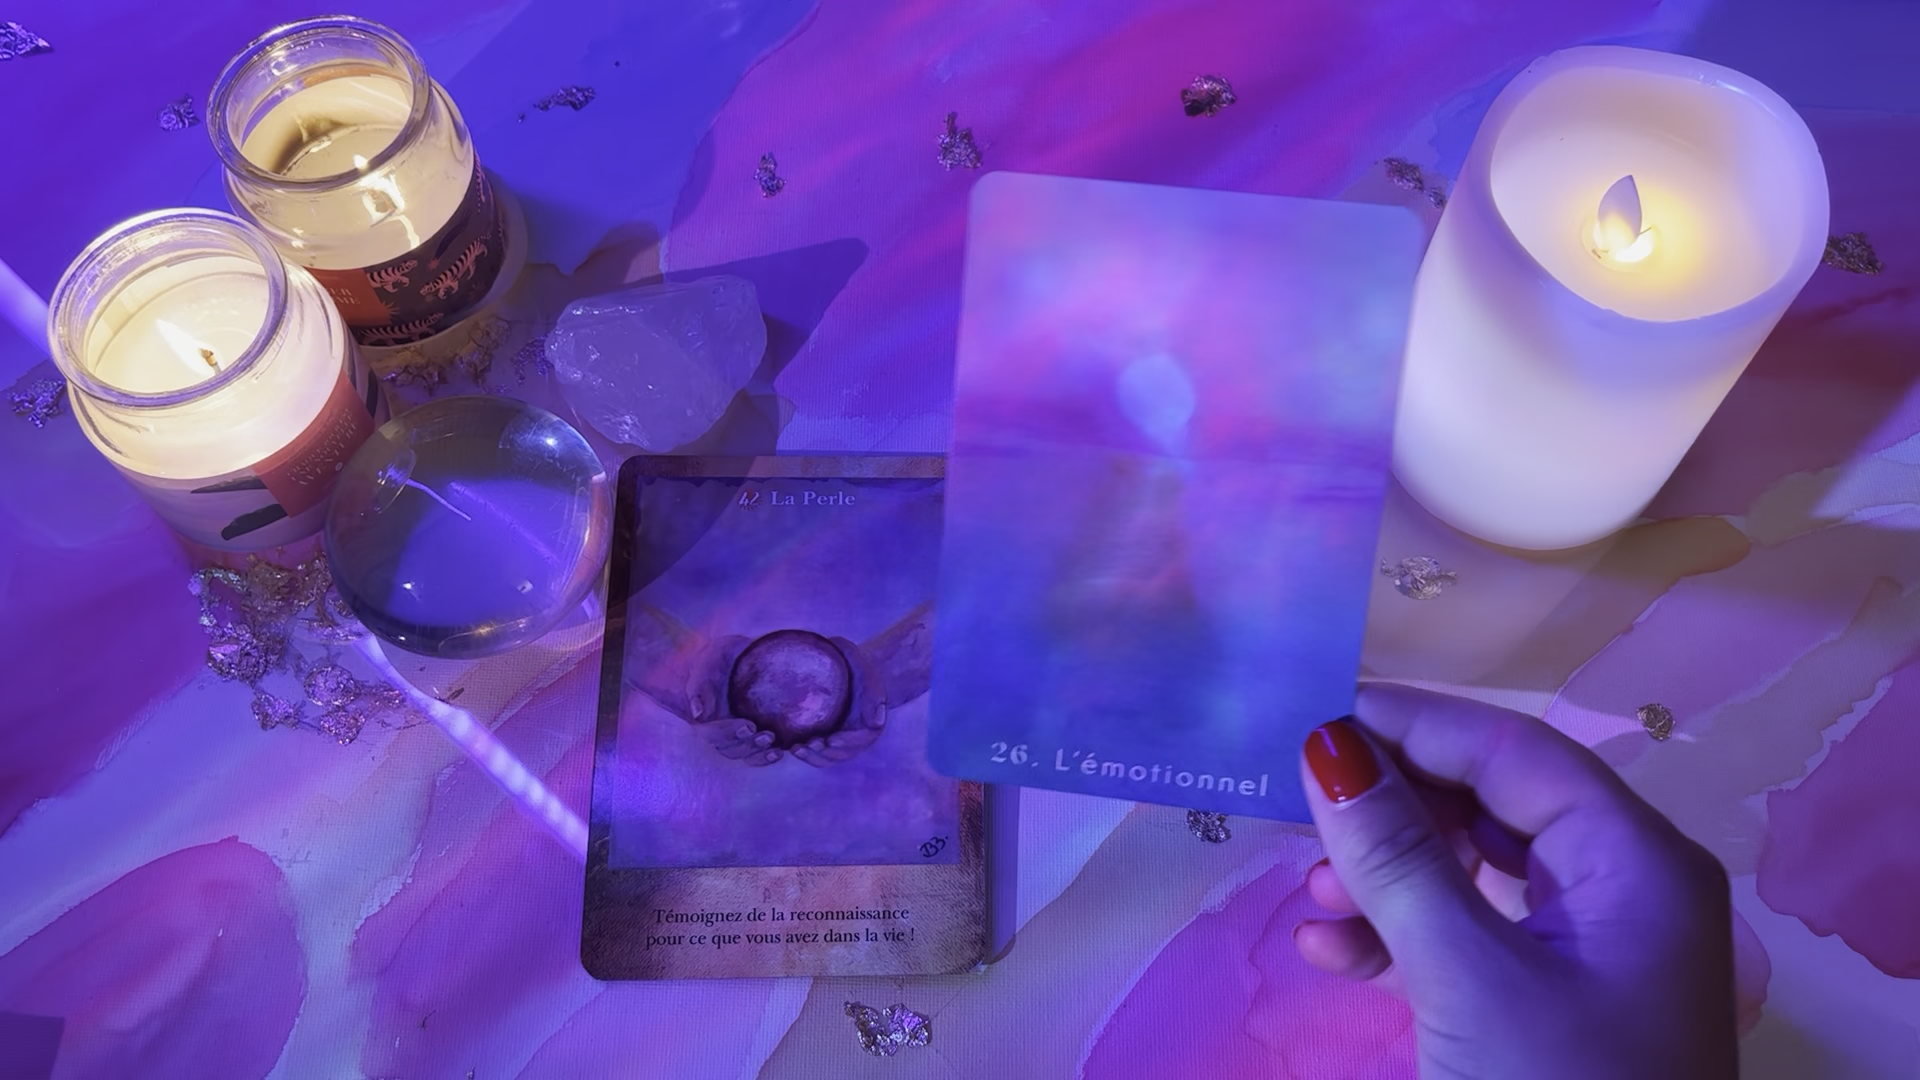 42 La Perle
Témoignez de la reconnaissance
pour ce que vous avez dans la vie !
26. L'émotionnel